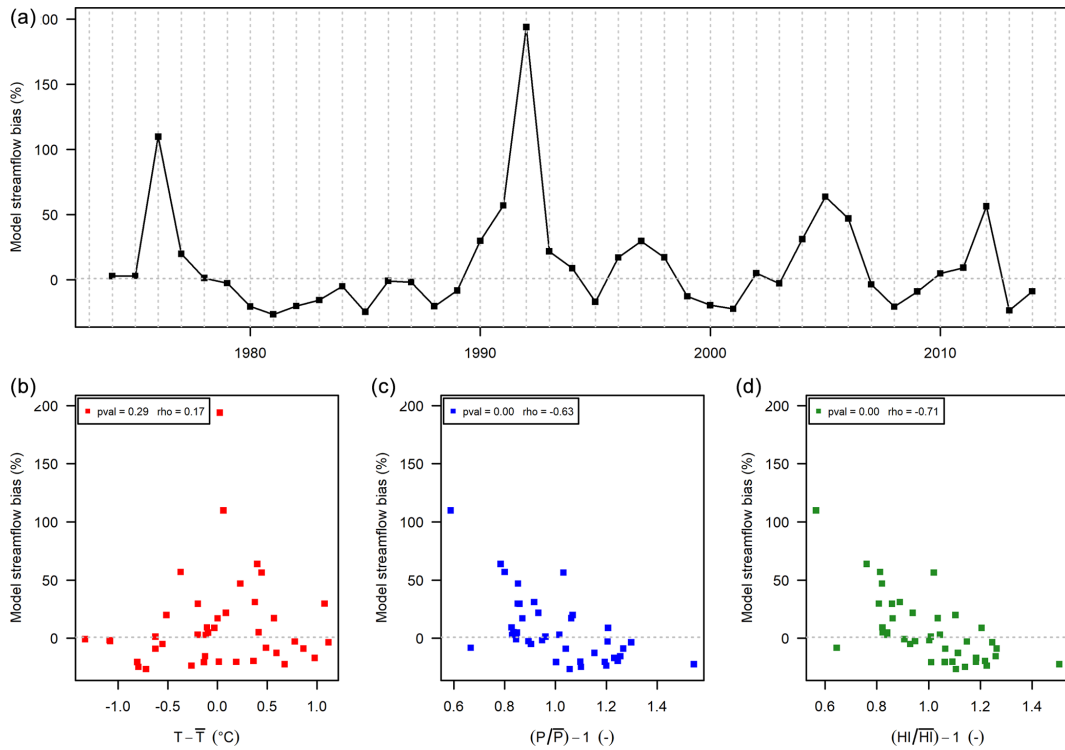 (a)
Model streamflow bias (%)
00
150
100
50
0
1980
1990
2000
2010
(b)
pval = 0.29 rho = 0.17
Model streamflow bias (%)
200
150
100
50
0
-1.0
-0.5
0.0
0.5
1.0
T − T̅ (°C)
(c)
pval = 0.00 rho = -0.63
Model streamflow bias (%)
200
150
100
50
0
0.6
0.8
1.0
1.2
1.4
(P/P̅) − 1 (-)
(d)
pval = 0.00 rho = -0.71
Model streamflow bias (%)
200
150
100
50
0
0.6
0.8
1.0
1.2
1.4
(HI/H̅I̅) − 1 (-)